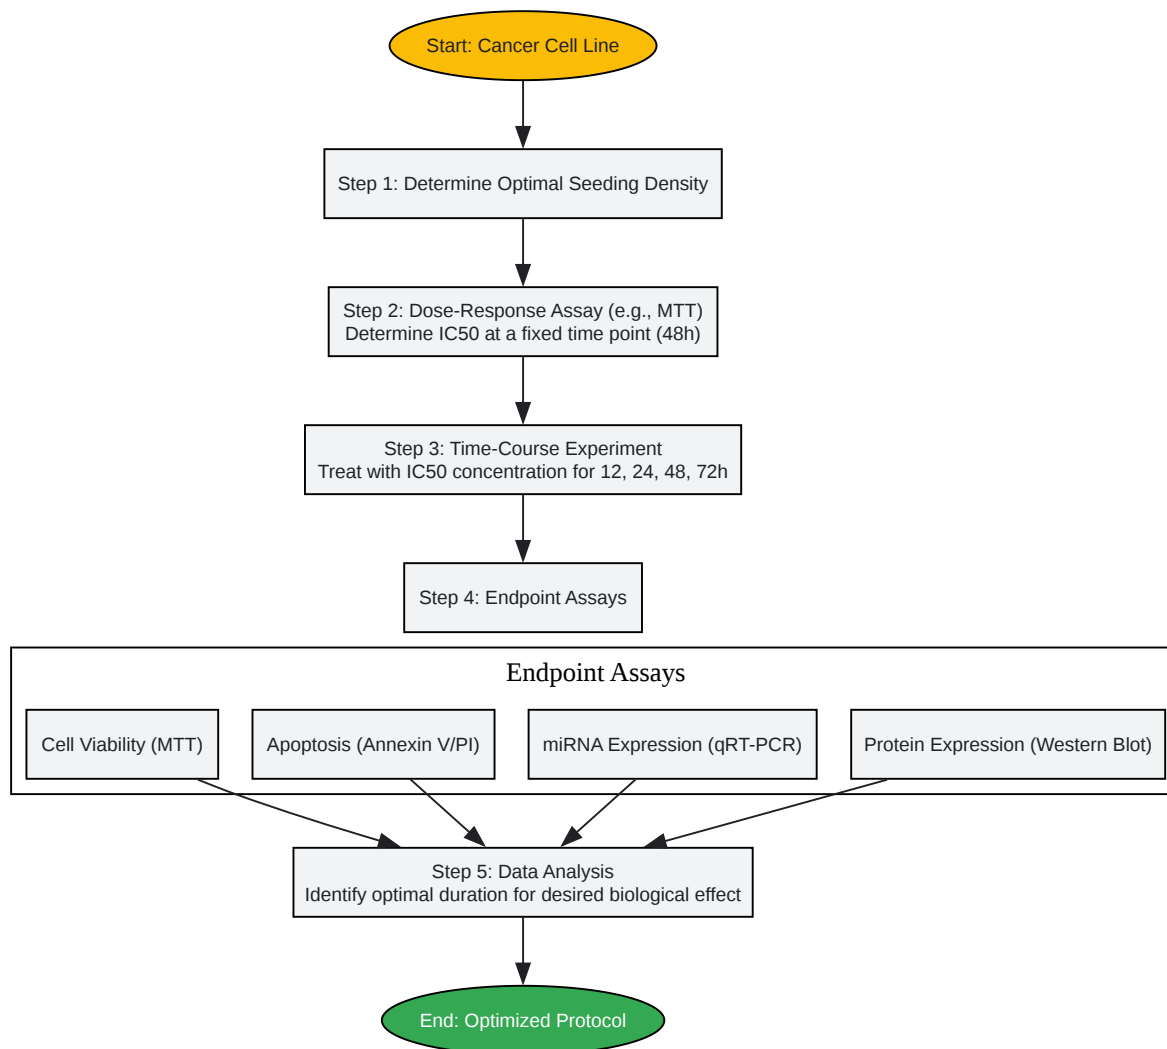 Start: Cancer Cell Line
Step 1: Determine Optimal Seeding Density
Step 2: Dose-Response Assay (e.g., MTT)
Determine IC50 at a fixed time point (48h)
Step 3: Time-Course Experiment
Treat with IC50 concentration for 12, 24, 48, 72h
Step 4: Endpoint Assays
Endpoint Assays
Cell Viability (MTT)
Apoptosis (Annexin V/PI)
miRNA Expression (qRT-PCR)
Protein Expression (Western Blot)
Step 5: Data Analysis
Identify optimal duration for desired biological effect
End: Optimized Protocol